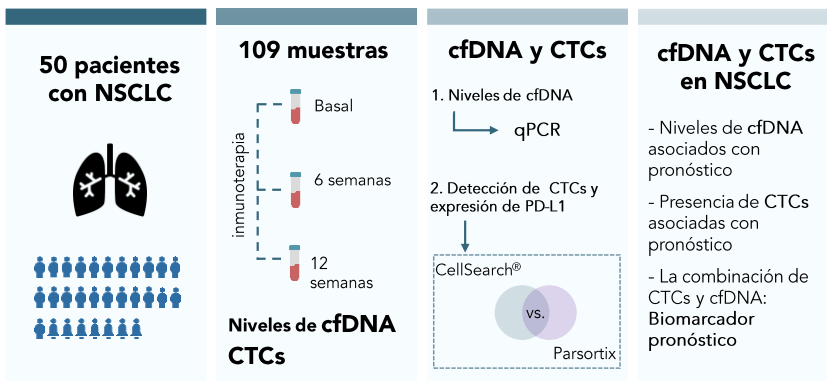 50 pacientes
con NSCLC
109 muestras
inmunoterapia
Basal
6 semanas
12
semanas
Niveles de cfDNA
CTCs
cfDNA y CTCs
1. Niveles de cfDNA
qPCR
2. Detección de CTCs y
expresión de PD-L1
CellSearch®
vs.
Parsortix
cfDNA y CTCs
en NSCLC
- Niveles de cfDNA
asociados con
pronóstico
- Presencia de CTCs
asociadas con
pronóstico
- La combinación de
CTCs y cfDNA:
Biomarcador
pronóstico